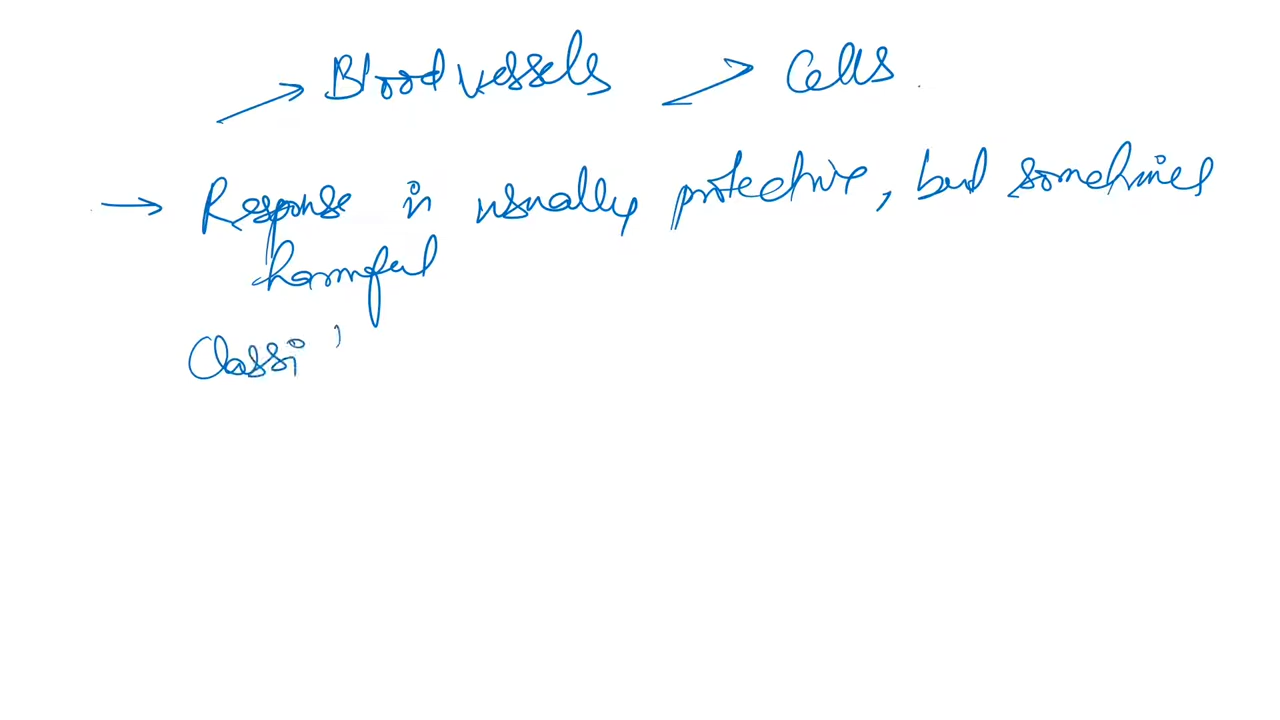 → Blood vessels → Cells
→ Response is usually protective, but sometimes
harmful
Classi